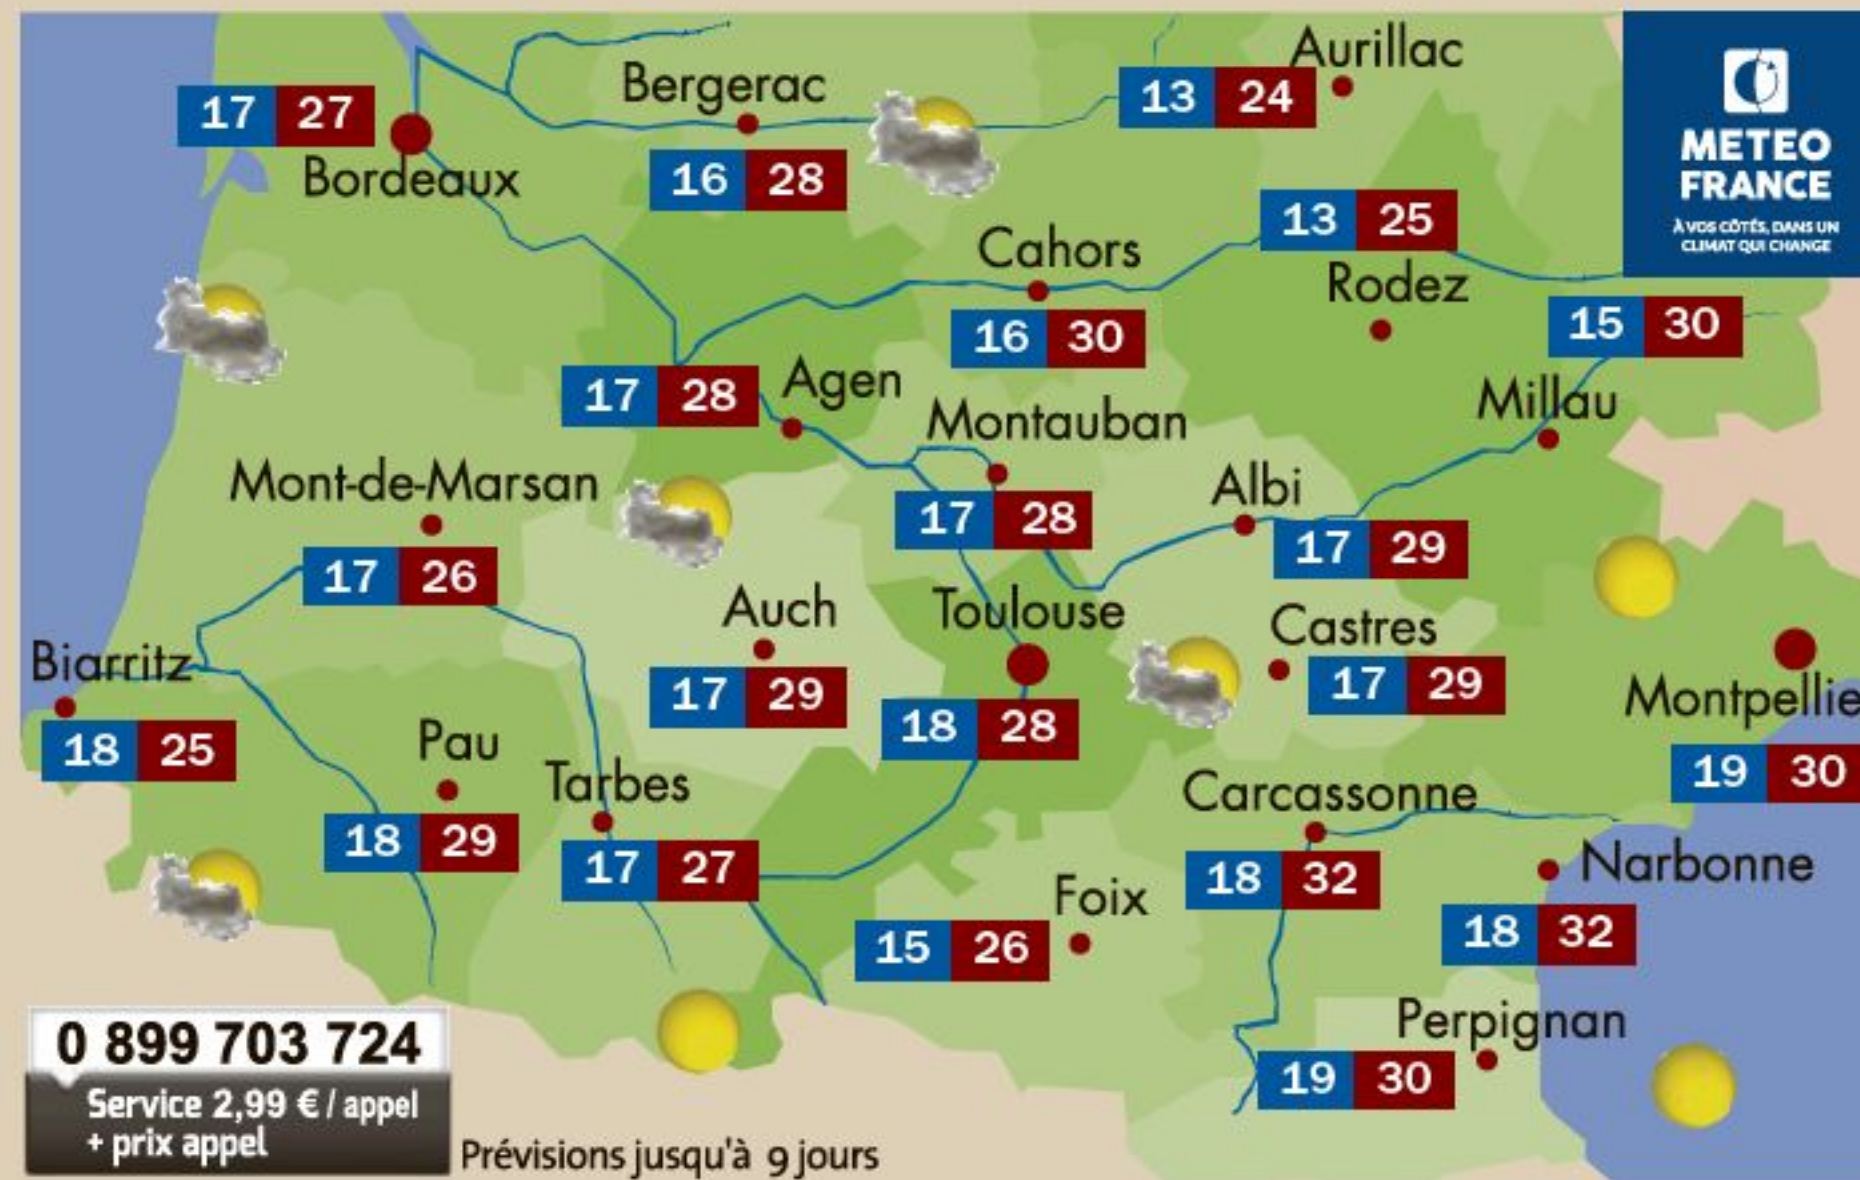 Aurillac
13 24
METEO
FRANCE
À VOS CÔTÉS, DANS UN
CLIMAT QUI CHANGE
17 27
Bordeaux
Bergerac
16 28
13 25
Rodez
Cahors
16 30
15 30
Millau
17 28
Agen
Montauban
17 28
Mont-de-Marsan
17 26
Albi
17 29
Auch
17 29
Toulouse
18 28
Castres
17 29
Montpellie
19 30
Biarritz
18 25
Pau
18 29
Tarbes
17 27
Carcassonne
18 32
Narbonne
18 32
Foix
15 26
Perpignan
19 30
0 899 703 724
Service 2,99 € / appel
+ prix appel
Prévisions jusqu'à 9 jours